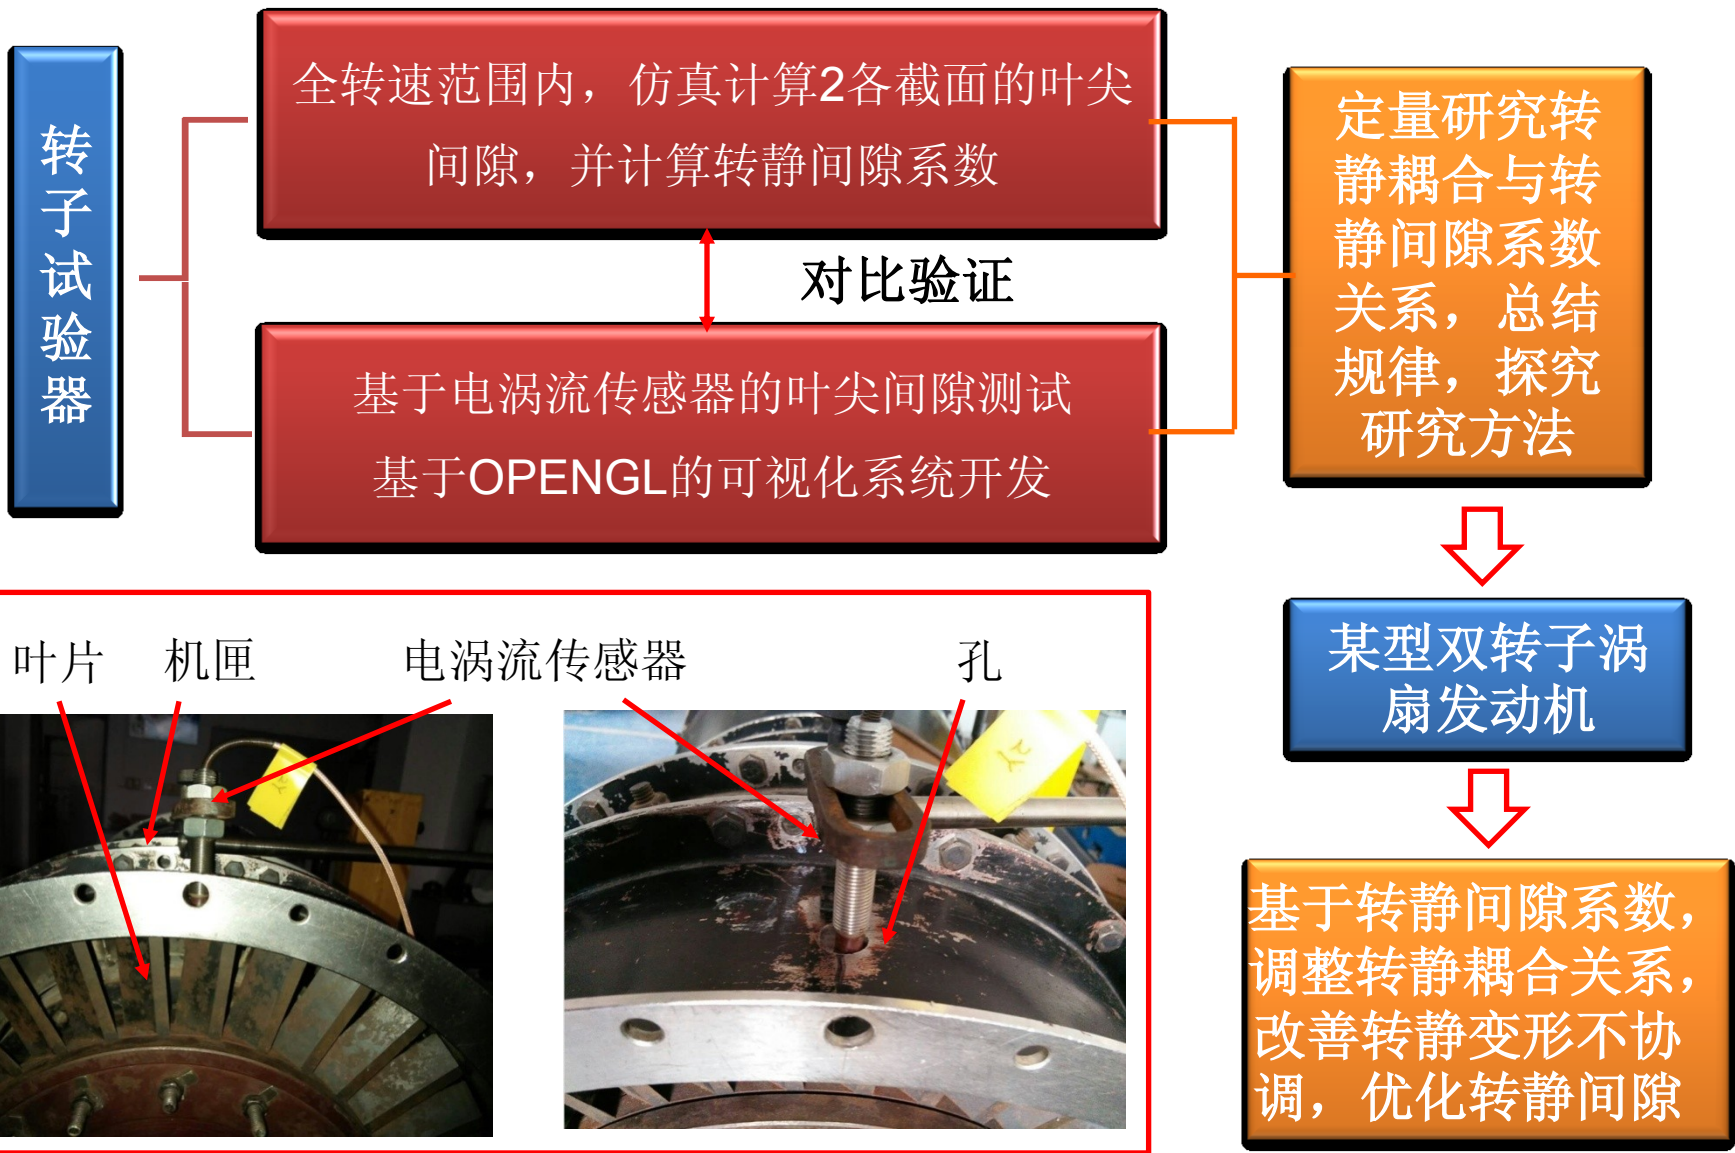 转子试验器
全转速范围内，仿真计算2各截面的叶尖
间隙，并计算转静间隙系数
对比验证
基于电涡流传感器的叶尖间隙测试
基于OPENGL的可视化系统开发
定量研究转
静耦合与转
静间隙系数
关系，总结
规律，探究
研究方法
某型双转子涡
扇发动机
基于转静间隙系数，
调整转静耦合关系，
改善转静变形不协
调，优化转静间隙
叶片 机匣 电涡流传感器 孔